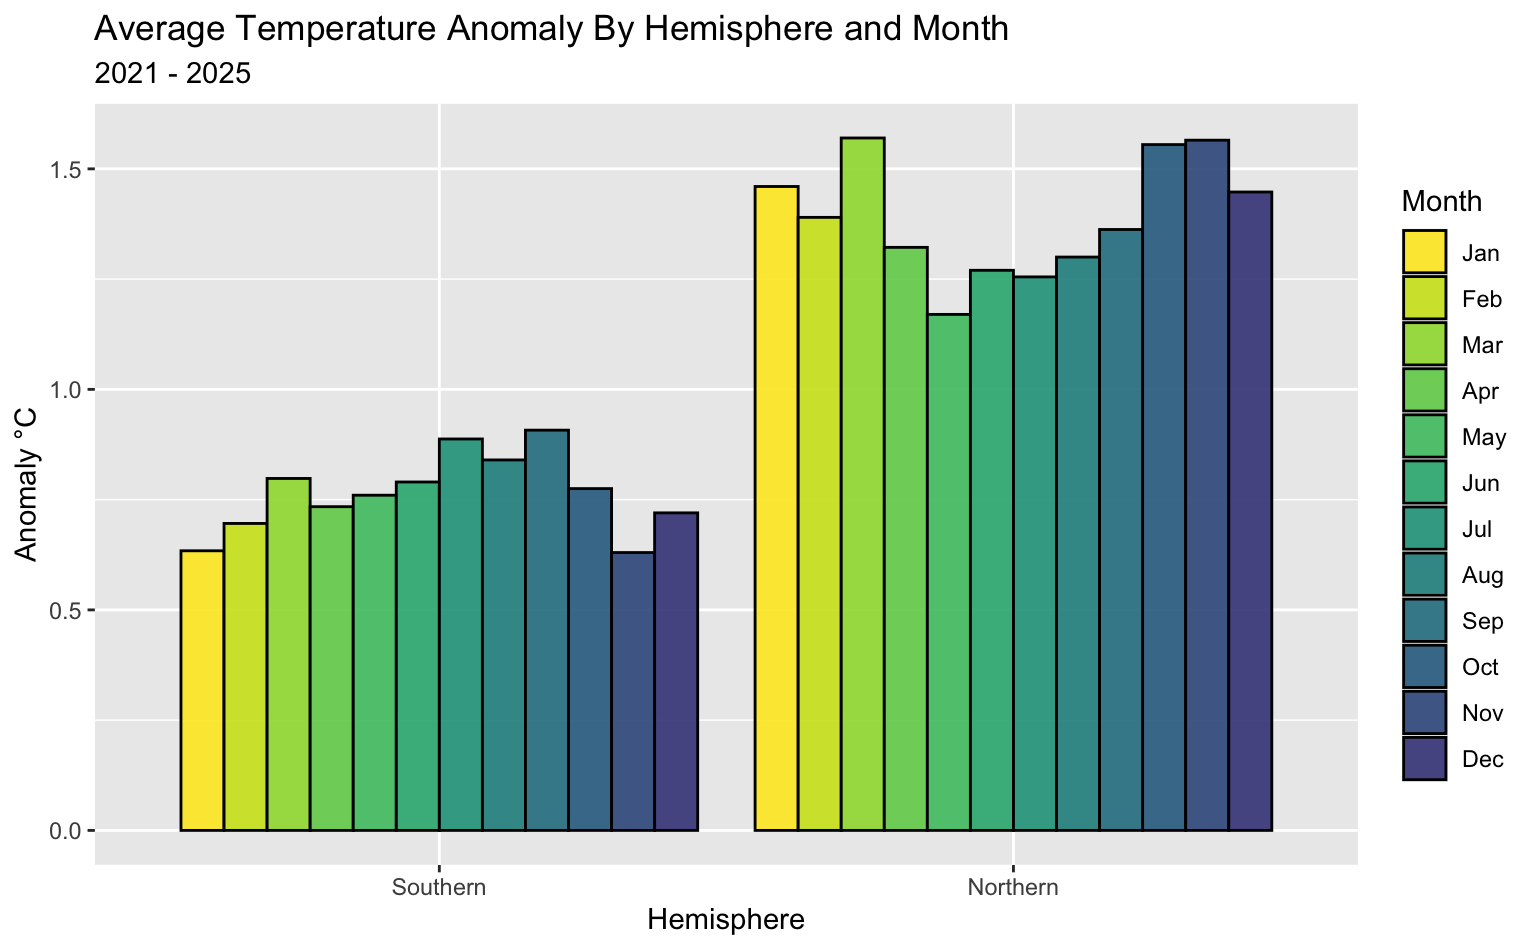 Average Temperature Anomaly By Hemisphere and Month
2021 - 2025
Anomaly °C
1.5
1.0
0.5
0.0
Southern
Northern
Hemisphere
Month
Jan
Feb
Mar
Apr
May
Jun
Jul
Aug
Sep
Oct
Nov
Dec